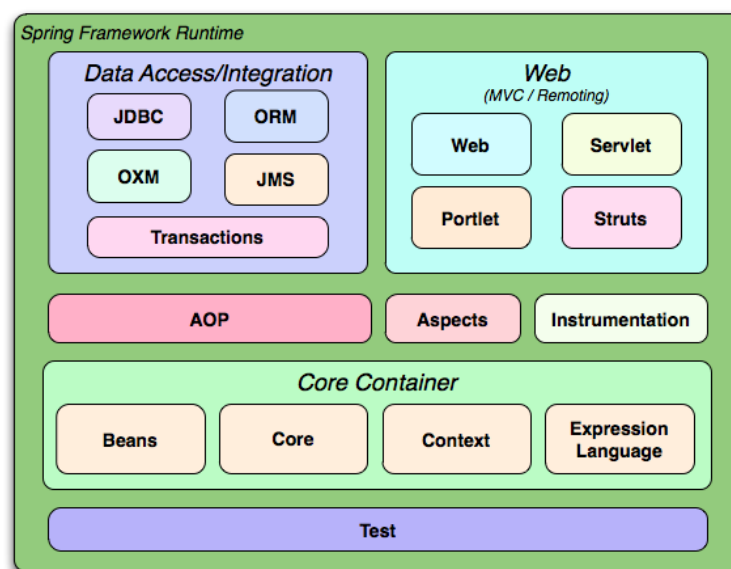 Spring Framework Runtime
Data Access/Integration
JDBC
ORM
OXM
JMS
Transactions
Web
(MVC / Remoting)
Web
Servlet
Portlet
Struts
AOP
Aspects
Instrumentation
Core Container
Beans
Core
Context
Expression
Language
Test